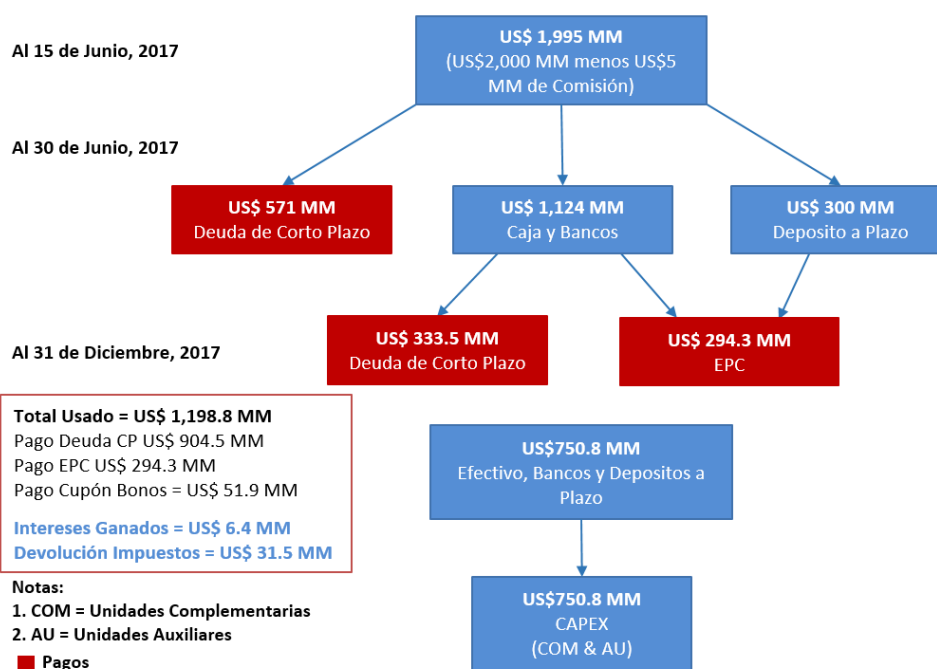 Al 15 de Junio, 2017
US$ 1,995 MM
(US$2,000 MM menos US$5
MM de Comisión)
Al 30 de Junio, 2017
US$ 571 MM
Deuda de Corto Plazo
US$ 1,124 MM
Caja y Bancos
US$ 300 MM
Deposito a Plazo
Al 31 de Diciembre, 2017
US$ 333.5 MM
Deuda de Corto Plazo
US$ 294.3 MM
EPC
Total Usado = US$ 1,198.8 MM
Pago Deuda CP US$ 904.5 MM
Pago EPC US$ 294.3 MM
Pago Cupón Bonos = US$ 51.9 MM
Intereses Ganados = US$ 6.4 MM
Devolución Impuestos = US$ 31.5 MM
US$750.8 MM
Efectivo, Bancos y Depositos a
Plazo
US$750.8 MM
CAPEX
(COM & AU)
Notas:
1. COM = Unidades Complementarias
2. AU = Unidades Auxiliares
Pagos